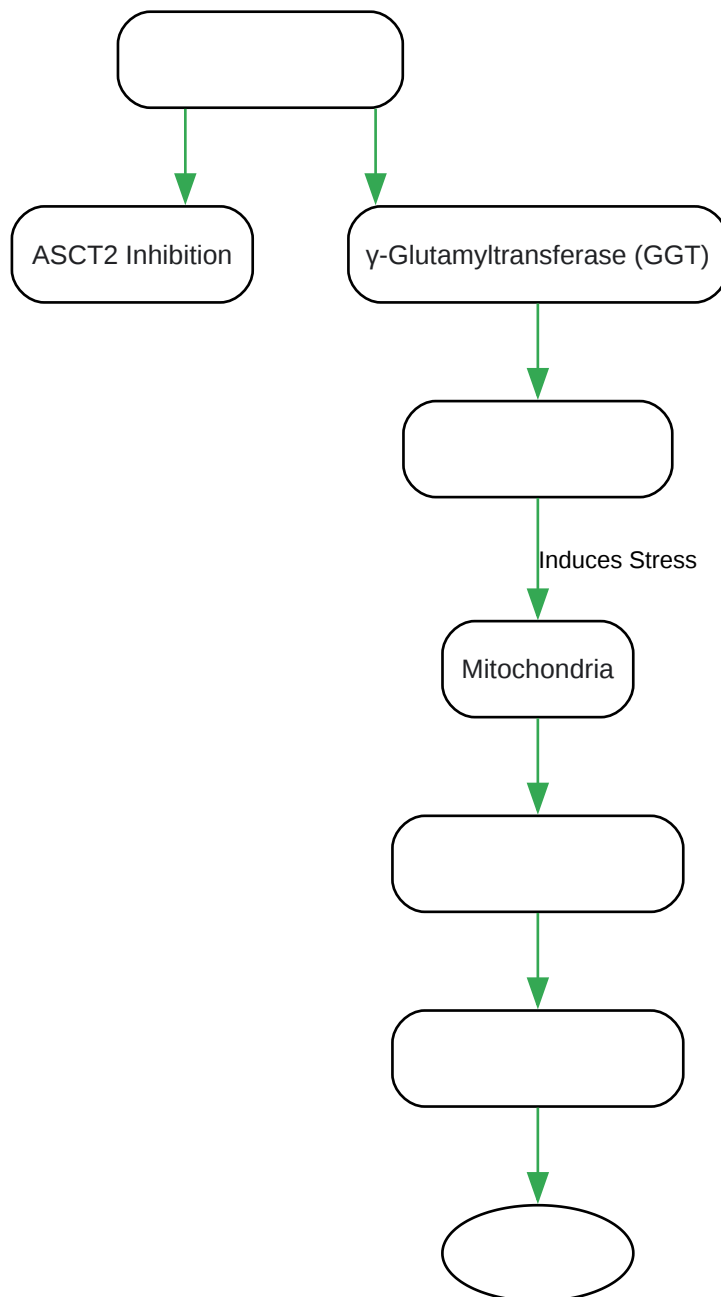 ASCT2 Inhibition
γ-Glutamyltransferase (GGT)
Induces Stress
Mitochondria